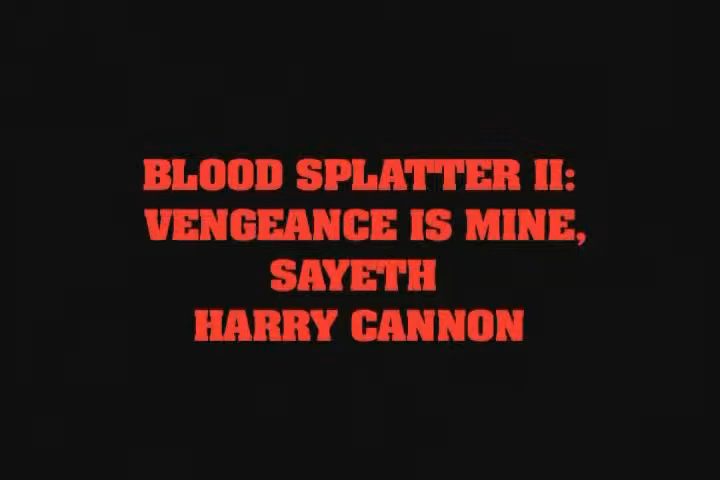 BLOOD SPLATTER II:
VENGEANCE IS MINE,
SAYETH
HARRY CANNON